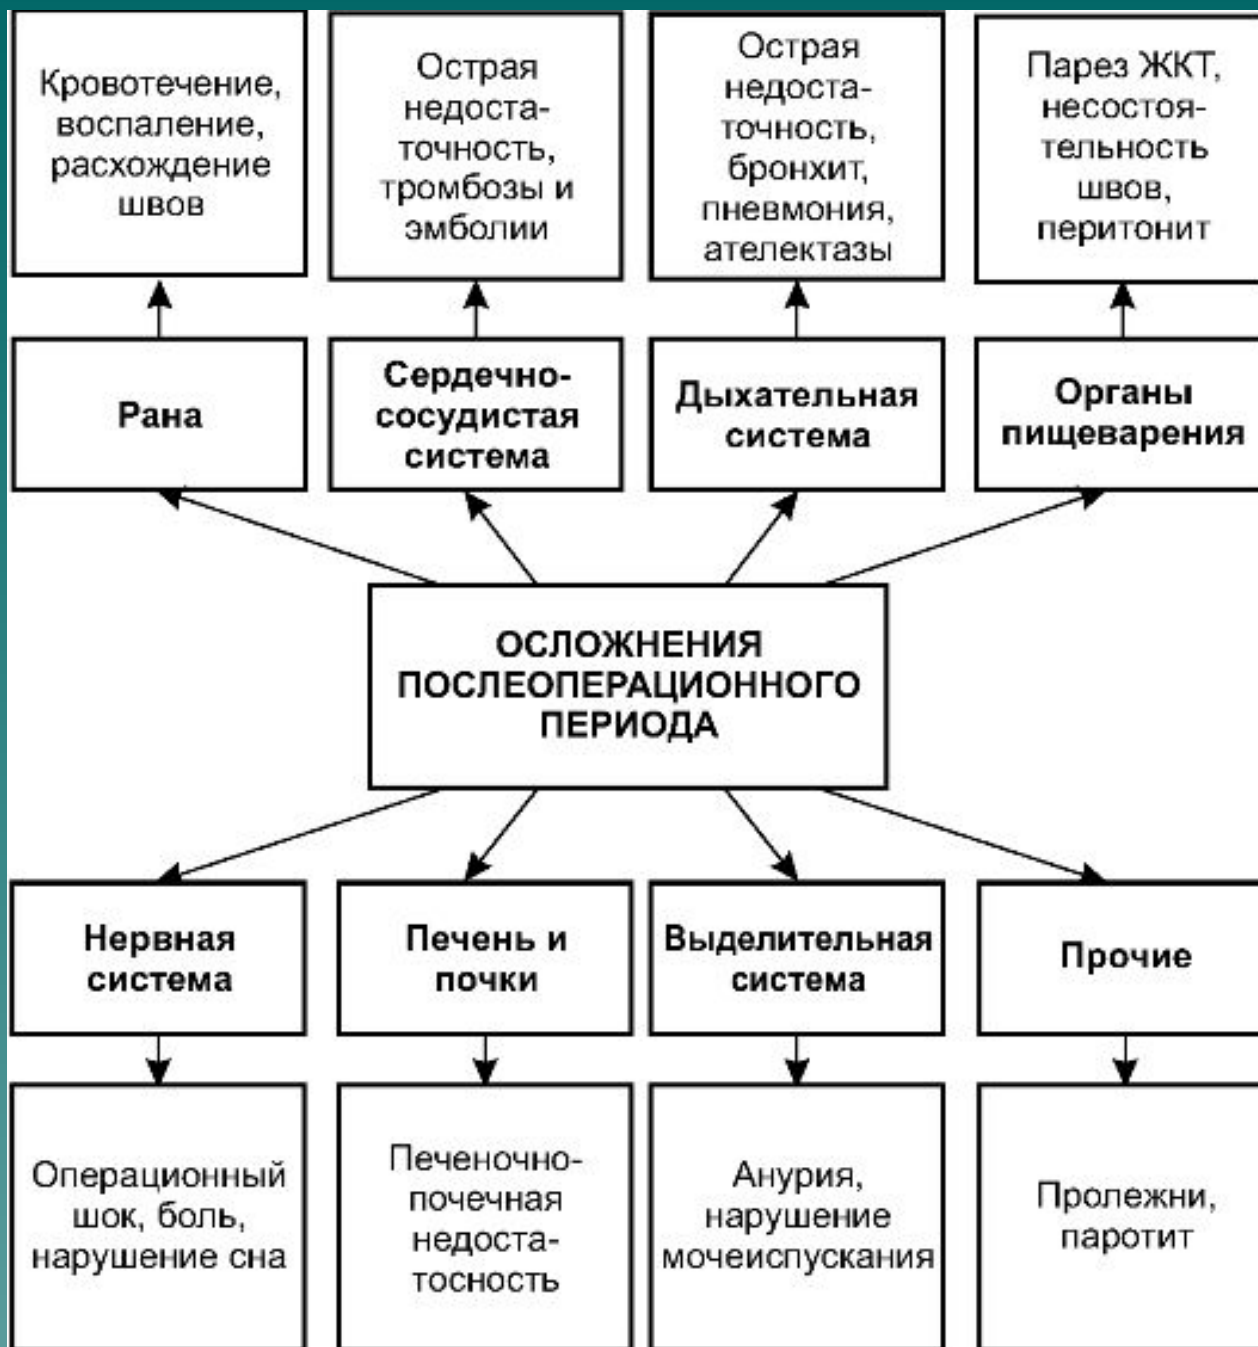 Кровотечение,
воспаление,
расхождение
швов
Острая
недоста-
точность,
тромбозы и
эмболии
Острая
недоста-
точность,
бронхит,
пневмония,
ателектазы
Парез ЖКТ,
несостоя-
тельность
швов,
перитонит
Рана
Сердечно-
сосудистая
система
Дыхательная
система
Органы
пищеварения
ОСЛОЖНЕНИЯ
ПОСЛЕОПЕРАЦИОННОГО
ПЕРИОДА
Нервная
система
Печень и
почки
Выделительная
система
Прочие
Операционный
шок, боль,
нарушение сна
Печеночно-
почечная
недоста-
тосность
Анурия,
нарушение
мочеиспускания
Пролежни,
паротит